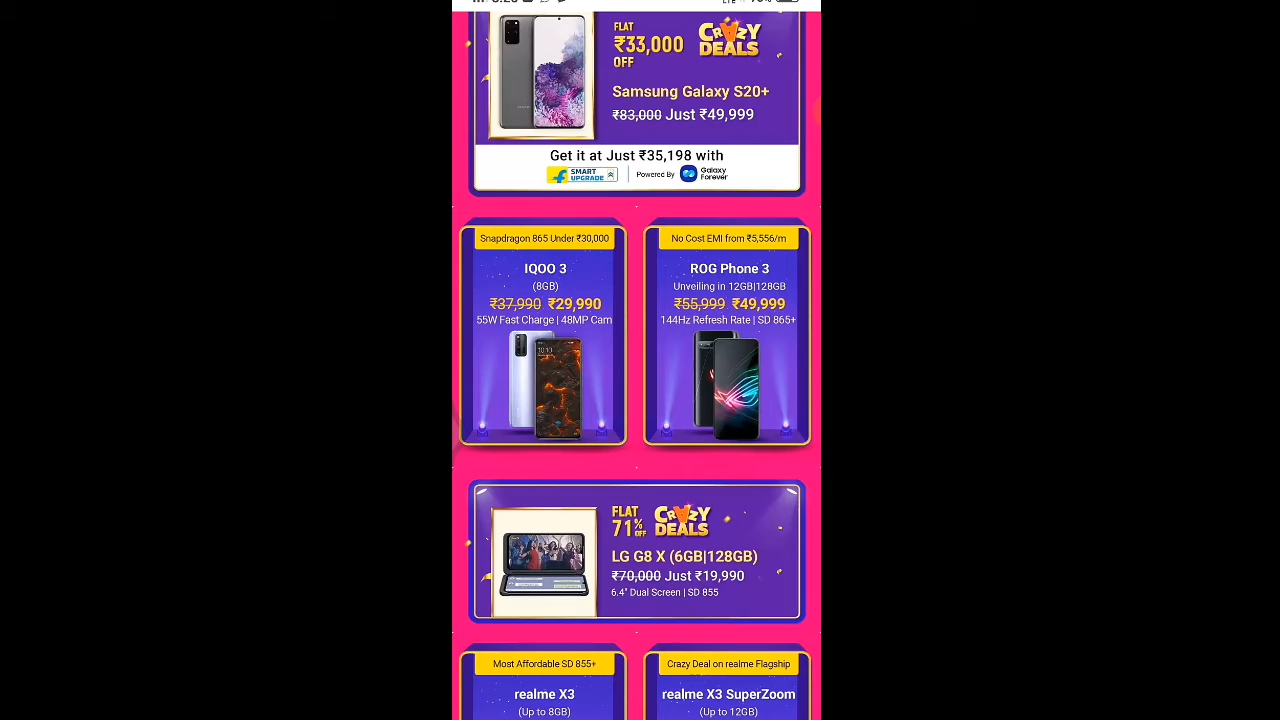 FLAT
₹33,000
OFF
CRAZY
DEALS
Samsung Galaxy S20+
₹83,000 Just ₹49,999
Get it at Just ₹35,198 with
SMART
UPGRADE
Powered By
Galaxy
Forever
Snapdragon 865 Under ₹30,000
IQOO 3
(8GB)
₹37,990 ₹29,990
55W Fast Charge | 48MP Cam
10:10
No Cost EMI from ₹5,556/m
ROG Phone 3
Unveiling in 12GB|128GB
₹55,999 ₹49,999
144Hz Refresh Rate | SD 865+
FLAT
71% OFF
CRAZY
DEALS
LG G8 X (6GB|128GB)
₹70,000 Just ₹19,990
6.4" Dual Screen | SD 855
Most Affordable SD 855+
realme X3
(Up to 8GB)
Crazy Deal on realme Flagship
realme X3 SuperZoom
(Up to 12GB)